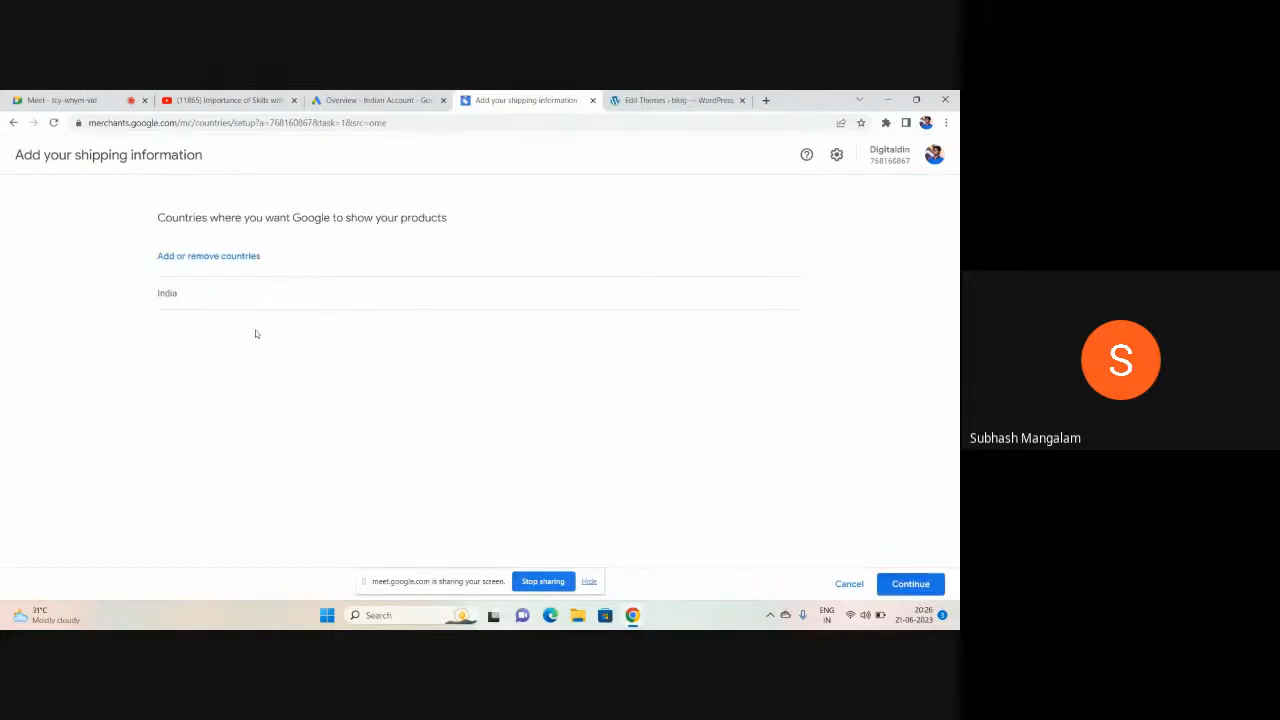 Meet - tcy-whym-vid
(11865) Importance of Skills with
Overview - Indian Account - Goo
Add your shipping information
Edit Themes ‹ blog — WordPress
merchants.google.com/mc/countries/setup?a=768160867&task=1&src=ome
Add your shipping information
Digitaldin
768160867
Countries where you want Google to show your products
Add or remove countries
India
S
Subhash Mangalam
meet.google.com is sharing your screen.
Stop sharing
Hide
Cancel
Continue
31°C
Mostly cloudy
Search
ENG
IN
20:26
21-06-2023
3